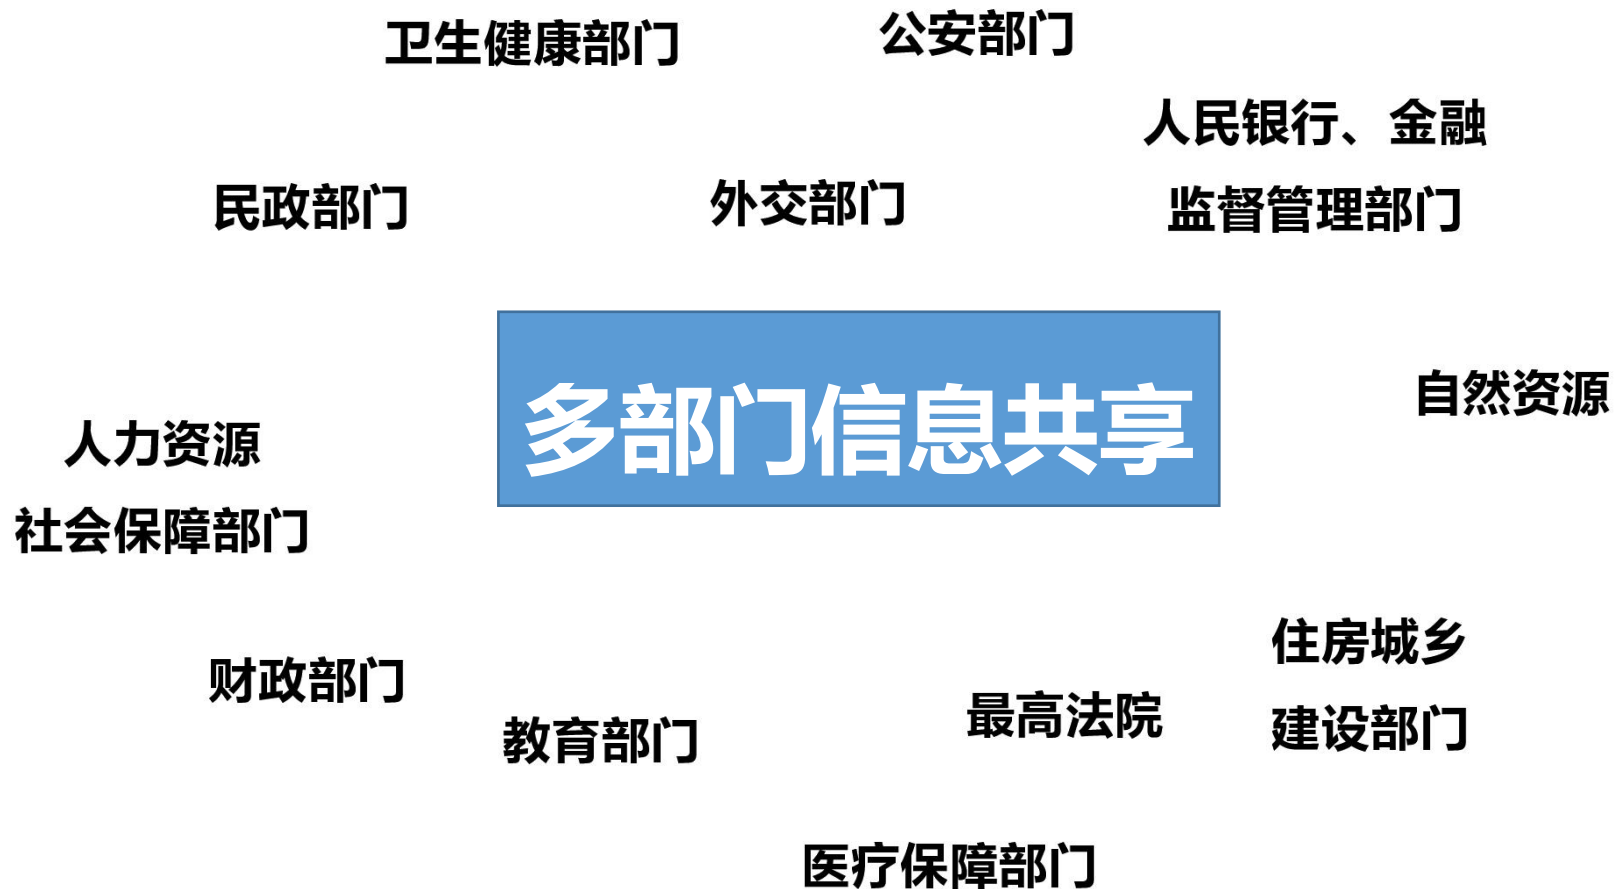 卫生健康部门
公安部门
人民银行、金融
监督管理部门
民政部门
外交部门
多部门信息共享
自然资源
人力资源
社会保障部门
住房城乡
建设部门
财政部门
教育部门
最高法院
医疗保障部门